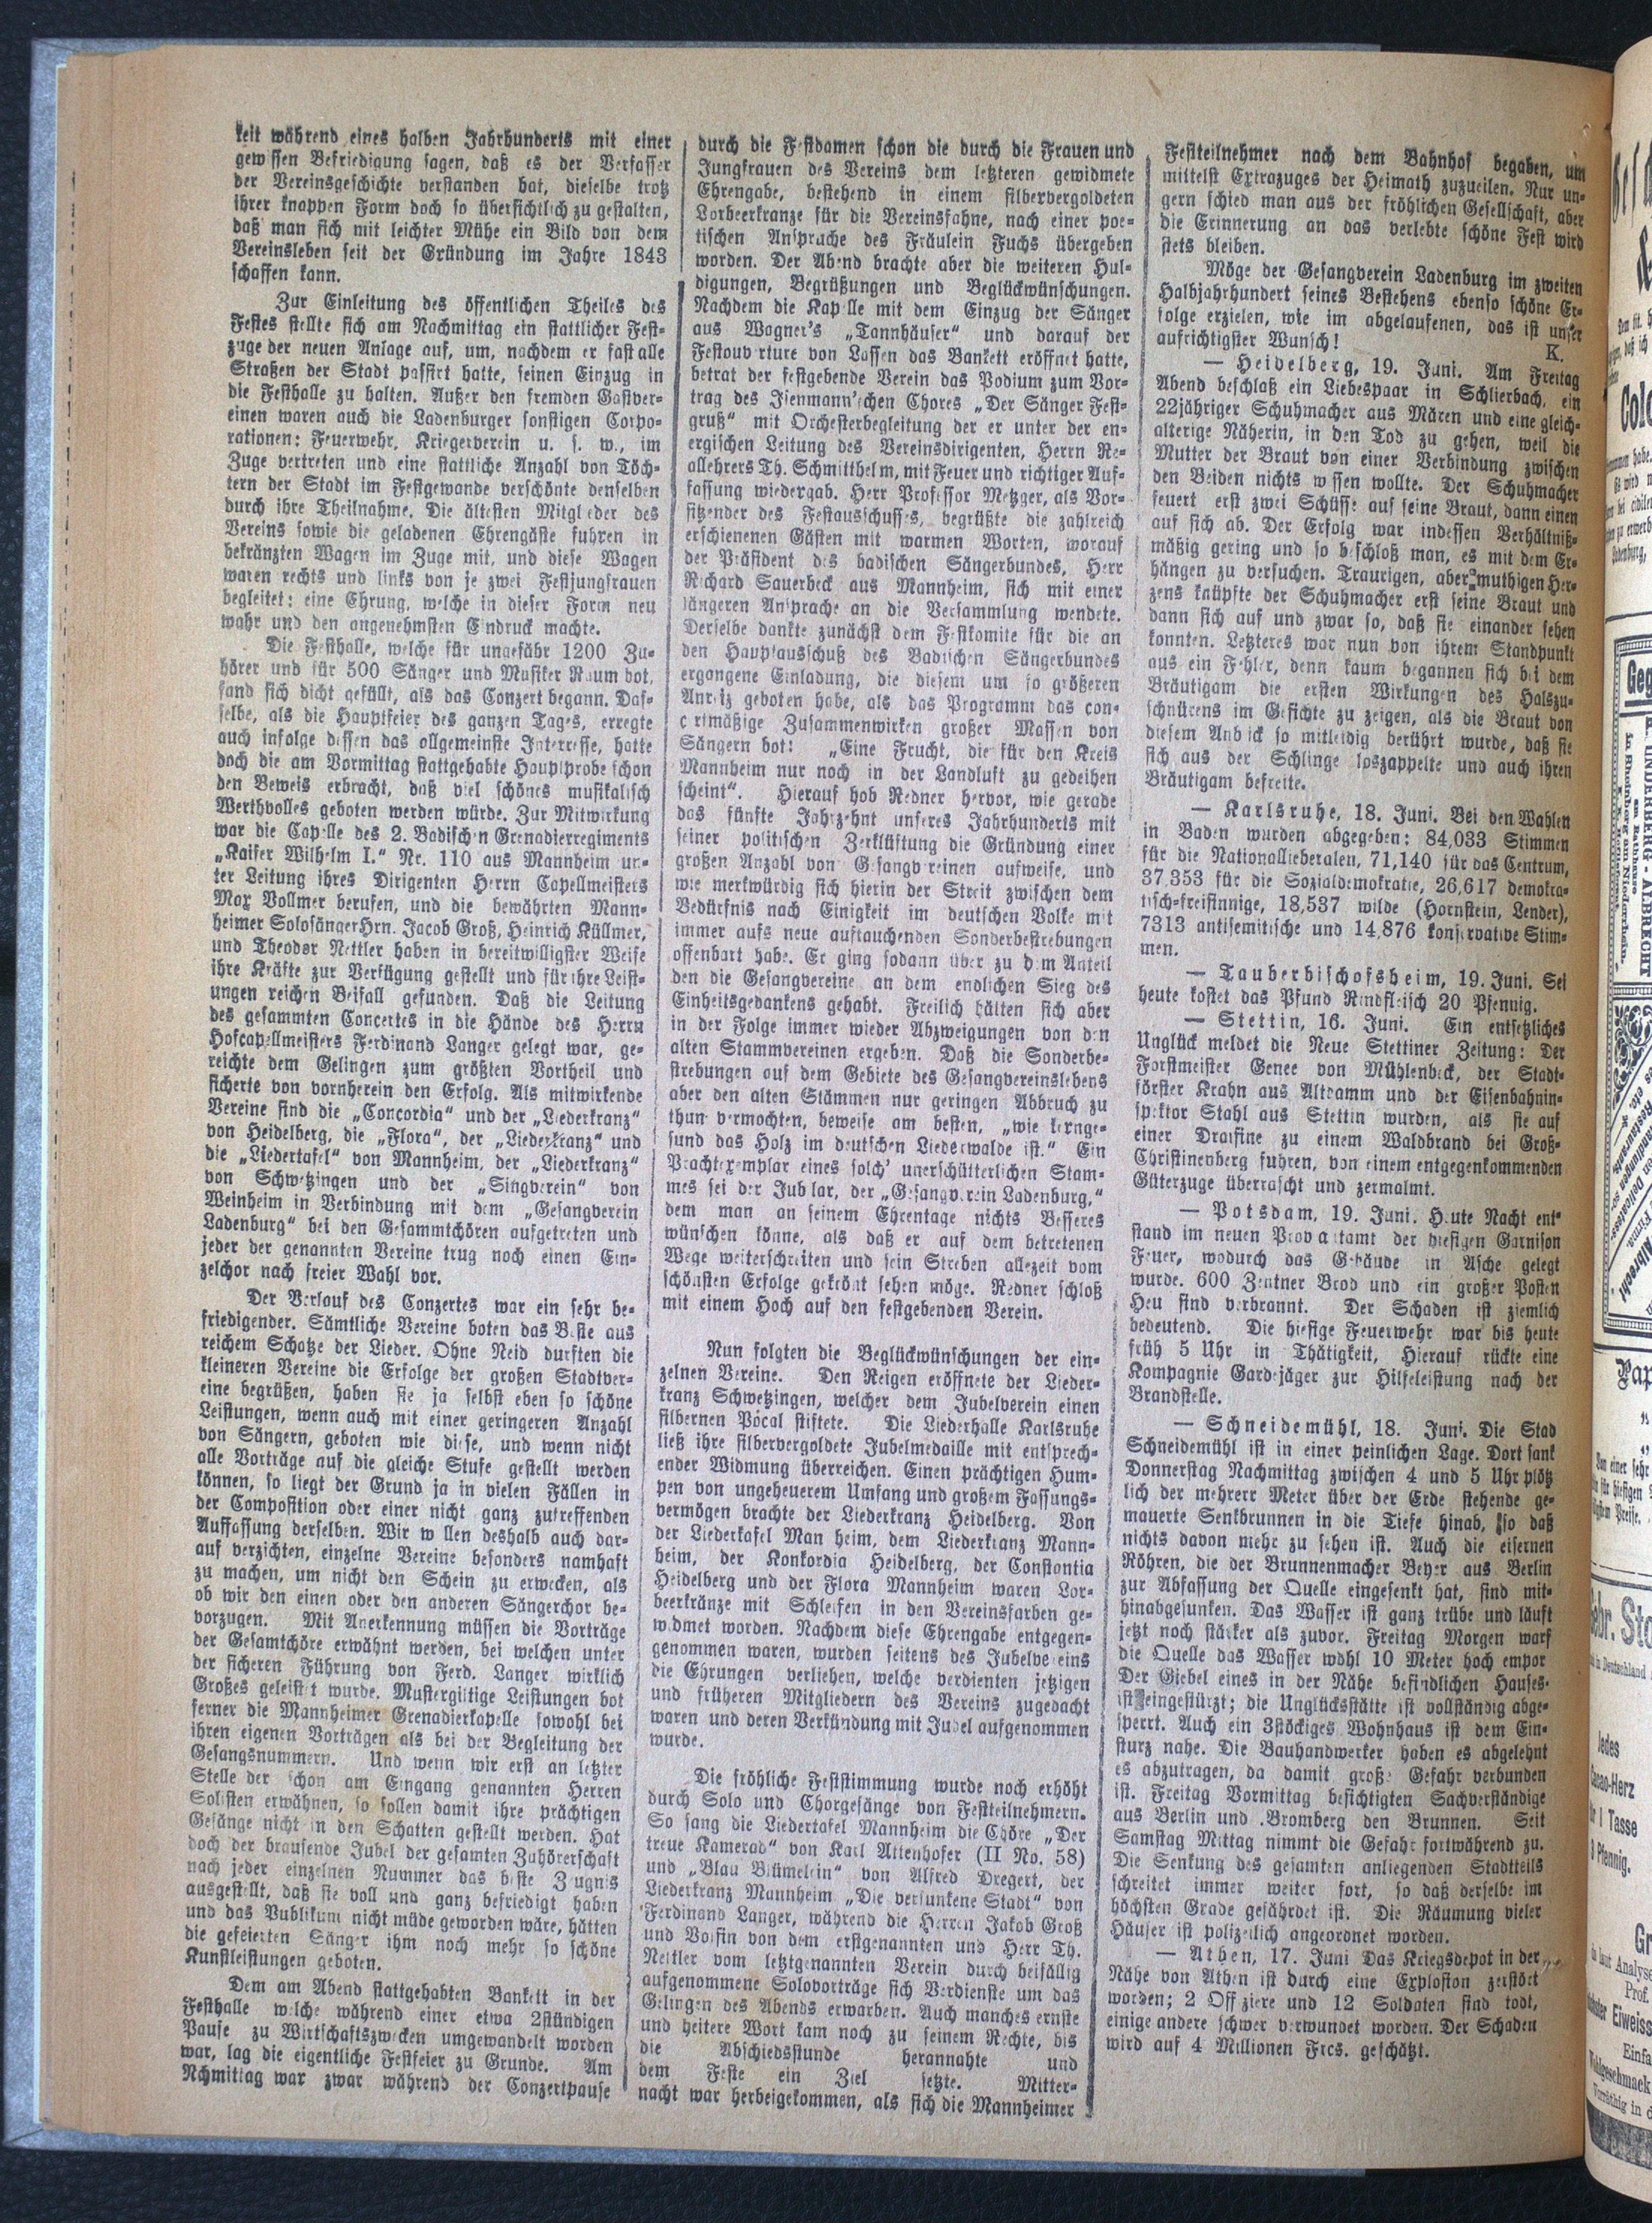 keit während eines halben Jahrhunderts mit einer
gewissen Befriedigung sagen, daß es der Verfasser
der Vereinsgeschichte verstanden hat, dieselbe trotz
ihrer knappen Form doch so übersichtlich zu gestalten,
daß man sich mit leichter Mühe ein Bild von dem
Vereinsleben seit der Gründung im Jahre 1843
schaffen kann.
Zur Einleitung des öffentlichen Theiles des
Festes stellte sich am Nachmittag ein stattlicher Fest-
zuge der neuen Anlage auf, um, nachdem er fast alle
Straßen der Stadt passirt hatte, seinen Einzug in
die Festhalle zu halten. Außer den fremden Gastver-
einen waren auch die Ladenburger sonstigen Corpo-
rationen: Feuerwehr, Kriegerverein u. s. w., im
Zuge vertreten und eine stattliche Anzahl von Töch-
tern der Stadt im Festgewande verschönte denselben
durch ihre Theilnahme. Die ältesten Mitglieder des
Vereins sowie die geladenen Ehrengäste fuhren in
bekränzten Wagen im Zuge mit, und diese Wagen
waren rechts und links von je zwei Festjungfrauen
begleitet: eine Ehrung, welche in dieser Form neu
wahr und den angenehmsten Eindruck machte.
Die Festhalle, welche für ungefähr 1200 Zu-
hörer und für 500 Sänger und Musiker Raum bot,
fand sich dicht gefüllt, als das Conzert begann. Das-
selbe, als die Hauptfeier des ganzen Tages, erregte
auch infolge dessen das allgemeinste Interresse, hatte
doch die am Vormittag stattgehabte Hauptprobe schon
den Beweis erbracht, daß viel schönes musikalisch
Werthvolles geboten werden würde. Zur Mitwirkung
war die Capelle des 2. Badischen Grenadierregiments
„Kaiser Wilhelm I.“ Nr. 110 aus Mannheim un-
ter Leitung ihres Dirigenten Herrn Capellmeisters
Max Vollmer berufen, und die bewährten Mann-
heimer Solosänger Hrn. Jacob Groß, Heinrich Küllmer,
und Theodor Nettler haben in bereitwilligster Weise
ihre Kräfte zur Verfügung gestellt und für ihre Leist-
ungen reichen Beifall gefunden. Daß die Leitung
des gesammten Concertes in die Hände des Herrn
Hofcapellmeisters Ferdinand Langer gelegt war, ge-
reichte dem Gelingen zum größten Vortheil und
sicherte von vornherein den Erfolg. Als mitwirkende
Vereine sind die „Concordia“ und der „Liederkranz“
von Heidelberg, die „Flora“, der „Liederkranz“ und
die „Liedertafel“ von Mannheim, der „Liederkranz“
von Schwetzingen und der „Singverein“ von
Weinheim in Verbindung mit dem „Gesangverein
Ladenburg“ bei den Gesammtchören aufgetreten und
jeder der genannten Vereine trug noch einen Ein-
zelchor nach freier Wahl vor.
Der Verlauf des Conzertes war ein sehr be-
friedigender. Sämtliche Vereine boten das Beste aus
reichem Schatze der Lieder. Ohne Neid durften die
kleineren Vereine die Erfolge der großen Stadtver-
eine begrüßen, haben sie ja selbst eben so schöne
Leistungen, wenn auch mit einer geringeren Anzahl
von Sängern, geboten wie diese, und wenn nicht
alle Vorträge auf die gleiche Stufe gestellt werden
können, so liegt der Grund ja in vielen Fällen in
der Composition oder einer nicht ganz zutreffenden
Auffassung derselben. Wir wollen deshalb auch dar-
auf verzichten, einzelne Vereine besonders namhaft
zu machen, um nicht den Schein zu erwecken, als
ob wir den einen oder den anderen Sängerchor be-
vorzugen. Mit Anerkennung müssen die Vorträge
der Gesamtchöre erwähnt werden, bei welchen unter
der sicheren Führung von Ferd. Langer wirklich
Großes geleistet wurde. Mustergiltige Leistungen bot
ferner die Mannheimer Grenadierkapelle sowohl bei
ihren eigenen Vorträgen als bei der Begleitung der
Gesangsnummern. Und wenn wir erst an letzter
Stelle der schon am Eingang genannten Herren
Solisten erwähnen, so sollen damit ihre prächtigen
Gesänge nicht in den Schatten gestellt werden. Hat
doch der brausende Jubel der gesamten Zuhörerschaft
nach jeder einzelnen Nummer das beste Zeugnis
ausgestellt, daß sie voll und ganz befriedigt haben
und das Publikum nicht müde geworden wäre, hätten
die gefeierten Sänger ihm noch mehr so schöne
Kunstleistungen geboten.
Dem am Abend stattgehabten Bankett in der
Festhalle welche während einer etwa 2stündigen
Pause zu Wirtschaftszwecken umgewandelt worden
war, lag die eigentliche Festfeier zu Grunde. Am
Nchmittag war zwar während der Conzertpause
durch die Festdamen schon die durch die Frauen und
Jungfrauen des Vereins dem letzteren gewidmete
Ehrengabe, bestehend in einem silbervergoldeten
Lorbeerkranze für die Vereinsfahne, nach einer poe-
tischen Ansprache des Fräulein Fuchs übergeben
worden. Der Abend brachte aber die weiteren Hul-
digungen, Begrüßungen und Beglückwünschungen.
Nachdem die Kapelle mit dem Einzug der Sänger
aus Wagner's „Tannhäuser“ und darauf der
Festouverture von Lassen das Bankett eröffnet hatte,
betrat der festgebende Verein das Podium zum Vor-
trag des Isenmann'schen Chores „Der Sänger Fest-
gruß“ mit Orchesterbegleitung der er unter der en-
ergischen Leitung des Vereinsdirigenten, Herrn Re-
allehrers Th. Schmitthelm, mit Feuer und richtiger Auf-
fassung wiedergab. Herr Professor Metzger, als Vor-
sitzender des Festausschusses, begrüßte die zahlreich
erschienenen Gästen mit warmen Worten, worauf
der Präsident des badischen Sängerbundes, Herr
Richard Sauerbeck aus Mannheim, sich mit einer
längeren Ansprache an die Versammlung wendete.
Derselbe dankte zunächst dem Festkomite für die an
den Hauptausschuß des Badischen Sängerbundes
ergangene Einladung, die diesem um so größeren
Anreiz geboten habe, als das Programm das con-
certmäßige Zusammenwirken großer Massen von
Sängern bot: „Eine Frucht, die für den Kreis
Mannheim nur noch in der Landluft zu gedeihen
scheint“. Hierauf hob Redner hervor, wie gerade
das fünfte Jahrzehnt unseres Jahrhunderts mit
seiner politischen Zerklüftung die Gründung einer
großen Anzahl von Gesangvereinen aufweise, und
wie merkwürdig sich hierin der Streit zwischen dem
Bedürfnis nach Einigkeit im deutschen Volke mit
immer aufs neue auftauchenden Sonderbestrebungen
offenbart habe. Er ging sodann über zu dem Anteil
den die Gesangvereine an dem endlichen Sieg des
Einheitsgedankens gehabt. Freilich hätten sich aber
in der Folge immer wieder Abzweigungen von den
alten Stammvereinen ergeben. Daß die Sonderbe-
strebungen auf dem Gebiete des Gesangvereinslebens
aber den alten Stämmen nur geringen Abbruch zu
thun vermochten, beweise am besten, „wie kernge-
sund das Holz im deutschen Liederwalde ist.“ Ein
Prachtexemplar eines solch' unerschütterlichen Stam-
mes sei der Jubilar, der „Gesangverein Ladenburg,“
dem man an seinem Ehrentage nichts Besseres
wünschen könne, als daß er auf dem betretenen
Wege weiterschreiten und sein Streben allezeit vom
schönsten Erfolge gekrönt sehen möge. Redner schloß
mit einem Hoch auf den festgebenden Verein.
Nun folgten die Beglückwünschungen der ein-
zelnen Vereine. Den Reigen eröffnete der Lieder-
kranz Schwetzingen, welcher dem Jubelverein einen
silbernen Pocal stiftete. Die Liederhalle Karlsruhe
ließ ihre silbervergoldete Jubelmedaille mit entsprech-
ender Widmung überreichen. Einen prächtigen Hum-
pen von ungeheuerem Umfang und großem Fassungs-
vermögen brachte der Liederkranz Heidelberg. Von
der Liedertafel Man heim, dem Liederkranz Mann-
heim, der Konkordia Heidelberg, der Constantia
Heidelberg und der Flora Mannheim waren Lor-
beerkränze mit Schleifen in den Vereinsfarben ge-
widmet worden. Nachdem diese Ehrengabe entgegen-
genommen waren, wurden seitens des Jubelvereins
die Ehrungen verliehen, welche verdienten jetzigen
und früheren Mitgliedern des Vereins zugedacht
waren und deren Verkündung mit Jubel aufgenommen
wurde.
Die fröhliche Feststimmung wurde noch erhöht
durch Solo und Chorgesänge von Festteilnehmern.
So sang die Liedertafel Mannheim die Chöre „Der
treue Kamerad“ von Karl Attenhofer (II No. 58)
und „Blau Blümelein“ von Alfred Dregert, der
Liederkranz Mannheim „Die versunkene Stadt“ von
Ferdinand Langer, während die Herren Jakob Groß
und Voisin von dem erstgenannten und Herr Th.
Neitler vom letztgenannten Verein durch beifällig
aufgenommene Solovorträge sich Verdienste um das
Gelingen des Abends erwarben. Auch manches ernste
und heitere Wort kam noch zu seinem Rechte, bis
die Abschiedsstunde herannahte und
dem Feste ein Ziel setzte. Mitter-
nacht war herbeigekommen, als sich die Mannheimer
Festteilnehmer nach dem Bahnhof begaben, um
mittelst Extrazuges der Heimath zuzueilen. Nur un-
gern schied man aus der fröhlichen Gesellschaft, aber
die Erinnerung an das verlebte schöne Fest wird
stets bleiben.
Möge der Gesangverein Ladenburg im zweiten
Halbjahrhundert seines Bestehens ebenso schöne Er-
folge erzielen, wie im abgelaufenen, das ist unser
aufrichtigster Wunsch!
K.
— Heidelberg, 19. Juni. Am Freitag
Abend beschloß ein Liebespaar in Schlierbach, ein
22jähriger Schuhmacher aus Mären und eine gleich-
alterige Näherin, in den Tod zu gehen, weil die
Mutter der Braut von einer Verbindung zwischen
den Beiden nichts wissen wollte. Der Schuhmacher
feuert erst zwei Schüsse auf seine Braut, dann einen
auf sich ab. Der Erfolg war indessen Verhältniß-
mäßig gering und so beschloß man, es mit dem Er-
hängen zu versuchen. Traurigen, aber muthigen Her-
zens knüpfte der Schuhmacher erst seine Braut und
dann sich auf und zwar so, daß sie einander sehen
konnten. Letzteres war nun von ihrem Standpunkt
aus ein Fehler, denn kaum begannen sich bei dem
Bräutigam die ersten Wirkungen des Halszu-
schnürens im Gesichte zu zeigen, als die Braut von
diesem Anblick so mitleidig berührt wurde, daß sie
sich aus der Schlinge loszappelte und auch ihren
Bräutigam befreite.
— Karlsruhe, 18. Juni. Bei den Wahlen
in Baden wurden abgegeben: 84,033 Stimmen
für die Nationalliberalen, 71,140 für das Centrum,
37,353 für die Sozialdemokratie, 26,617 demokra-
tisch-freisinnige, 18,537 wilde (Hornstein, Lender),
7313 antisemitische und 14,876 konservative Stim-
men.
— Tauberbischofsheim, 19. Juni. Sei
heute kostet das Pfund Rindfleisch 20 Pfennig.
— Stettin, 16. Juni. Ein entsetzliches
Unglück meldet die Neue Stettiner Zeitung: Der
Forstmeister Genee von Mühlenbeck, der Stadt-
förster Krahn aus Altdamm und der Eisenbahnin-
spektor Stahl aus Stettin wurden, als sie auf
einer Draisine zu einem Waldbrand bei Groß-
Christinenberg fuhren, von einem entgegenkommenden
Güterzuge überrascht und zermalmt.
— Potsdam, 19. Juni. Heute Nacht ent-
stand im neuen Proviantamt der hiesigen Garnison
Feuer, wodurch das Gebäude in Asche gelegt
wurde. 600 Zentner Brod und ein großer Posten
Heu sind verbrannt. Der Schaden ist ziemlich
bedeutend. Die hiesige Feuerwehr war bis heute
früh 5 Uhr in Thätigkeit, Hierauf rückte eine
Kompagnie Gardejäger zur Hilfeleistung nach der
Brandstelle.
— Schneidemühl, 18. Juni. Die Stad
Schneidemühl ist in einer peinlichen Lage. Dort sank
Donnerstag Nachmittag zwischen 4 und 5 Uhr plötz
lich der mehrere Meter über der Erde stehende ge-
mauerte Senkbrunnen in die Tiefe hinab, so daß
nichts davon mehr zu sehen ist. Auch die eisernen
Röhren, die der Brunnenmacher Beyer aus Berlin
zur Abfassung der Quelle eingesenkt hat, sind mit-
hinabgesunken. Das Wasser ist ganz trübe und läuft
jetzt noch stärker als zuvor. Freitag Morgen warf
die Quelle das Wasser wohl 10 Meter hoch empor
Der Giebel eines in der Nähe befindlichen Hauses
ist eingestürzt; die Unglücksstätte ist vollständig abge-
sperrt. Auch ein 3stöckiges Wohnhaus ist dem Ein-
sturz nahe. Die Bauhandwerker haben es abgelehnt
es abzutragen, da damit große Gefahr verbunden
ist. Freitag Vormittag besichtigten Sachverständige
aus Berlin und Bromberg den Brunnen. Seit
Samstag Mittag nimmt die Gefahr fortwährend zu.
Die Senkung des gesamten anliegenden Stadtteils
schreitet immer weiter fort, so daß derselbe im
höchsten Grade gefährdet ist. Die Räumung vieler
Häuser ist polizeilich angeordnet worden.
— Athen, 17. Juni Das Kriegsdepot in der
Nähe von Athen ist durch eine Explosion zerstört
worden; 2 Offiziere und 12 Soldaten sind todt,
einige andere schwer verwundet worden. Der Schaden
wird auf 4 Millionen Frcs. geschätzt.